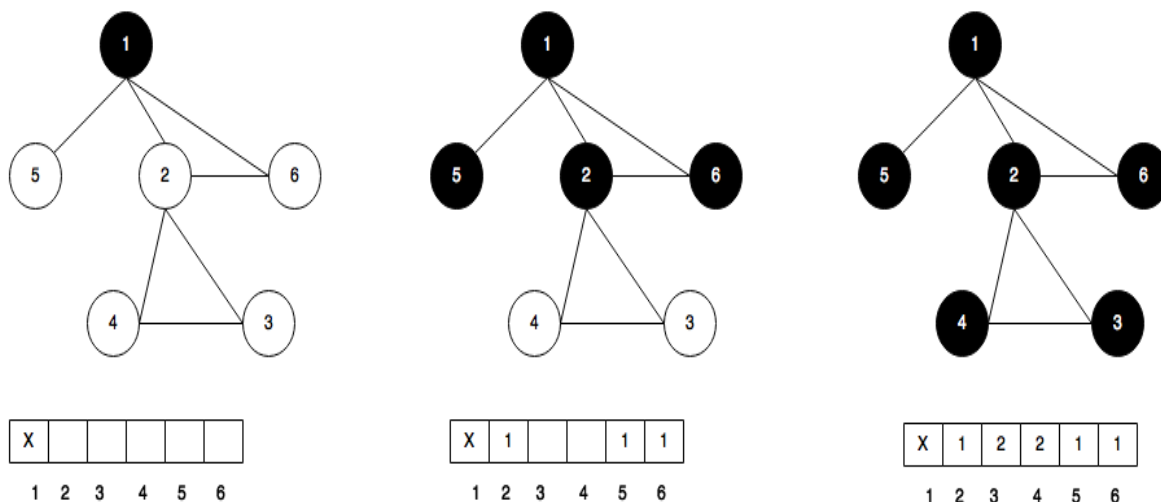 1 1 1
5 2 6 5 2 6 5 2 6
4 3 4 3 4 3
X X 1 1 1 X 1 2 2 1 1
1 2 3 4 5 6 1 2 3 4 5 6 1 2 3 4 5 6